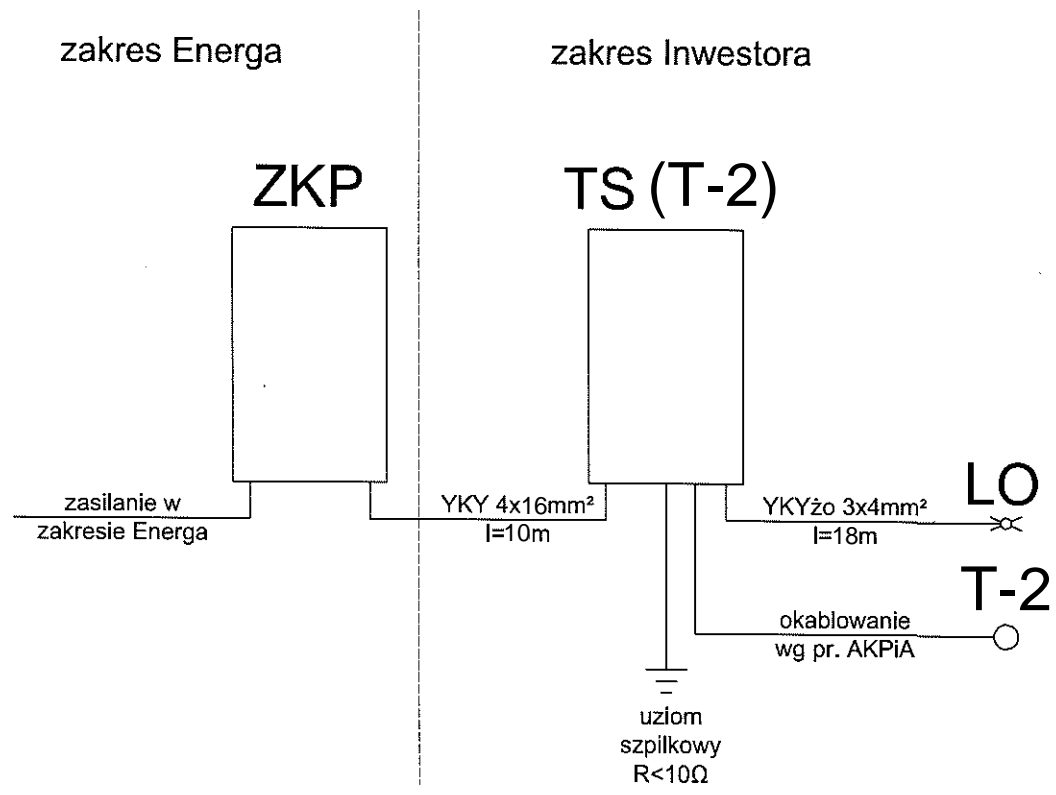 zakres Energa
zakres Inwestora
ZKP
TS (T-2)
zasilanie w
zakresie Energa
YKY 4x16mm²
l=10m
YKYżo 3x4mm²
l=18m
LO
T-2
okablowanie
wg pr. AKPiA
uziom
szpilkowy
R<10Ω